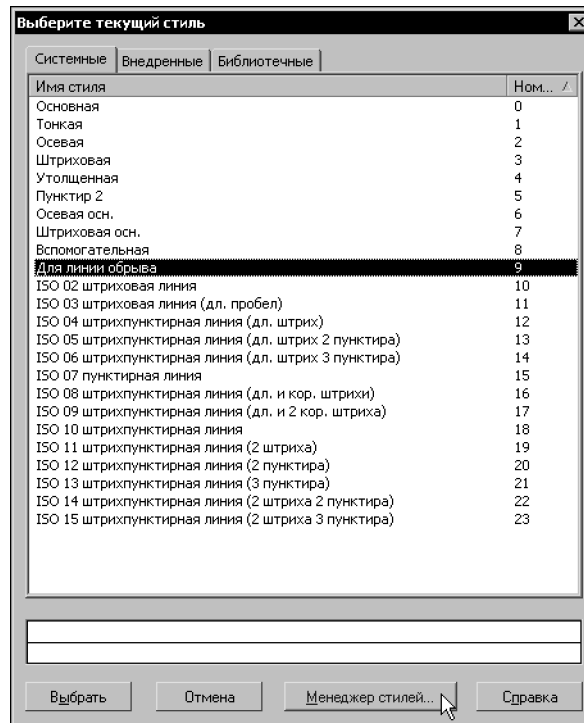 Выберите текущий стиль
Системные Внедренные Библиотечные
Имя стиля Ном...
Основная 0
Тонкая 1
Осевая 2
Штриховая 3
Утолщенная 4
Пунктир 2 5
Осевая осн. 6
Штриховая осн. 7
Вспомогательная 8
Для линии обрыва 9
ISO 02 штриховая линия 10
ISO 03 штриховая линия (дл. пробел) 11
ISO 04 штрихпунктирная линия (дл. штрих) 12
ISO 05 штрихпунктирная линия (дл. штрих 2 пунктира) 13
ISO 06 штрихпунктирная линия (дл. штрих 3 пунктира) 14
ISO 07 пунктирная линия 15
ISO 08 штрихпунктирная линия (дл. и кор. штрихи) 16
ISO 09 штрихпунктирная линия (дл. и 2 кор. штриха) 17
ISO 10 штрихпунктирная линия 18
ISO 11 штрихпунктирная линия (2 штриха) 19
ISO 12 штрихпунктирная линия (2 пунктира) 20
ISO 13 штрихпунктирная линия (3 пунктира) 21
ISO 14 штрихпунктирная линия (2 штриха 2 пунктира) 22
ISO 15 штрихпунктирная линия (2 штриха 3 пунктира) 23
Выбрать Отмена Менеджер стилей... Справка